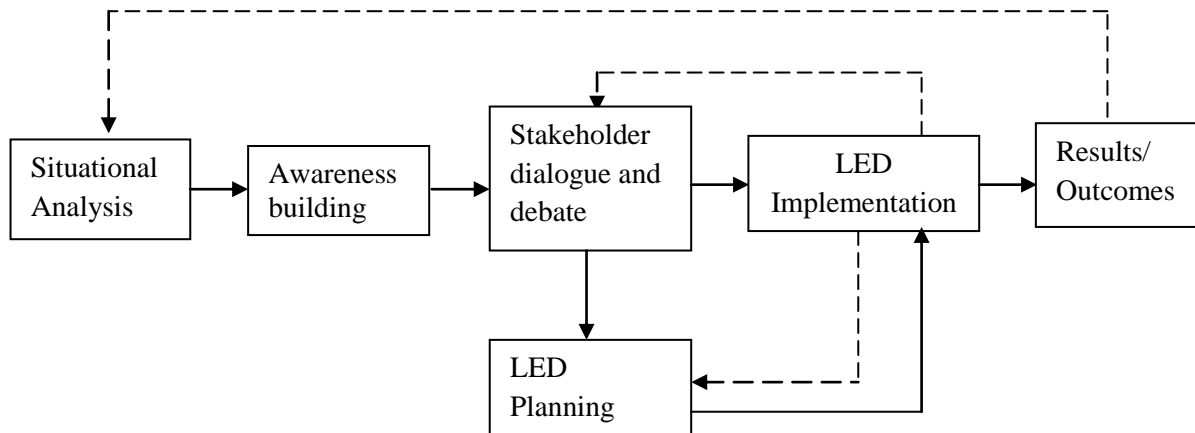 Situational
Analysis
Awareness
building
Stakeholder
dialogue and
debate
LED
Implementation
Results/
Outcomes
LED
Planning